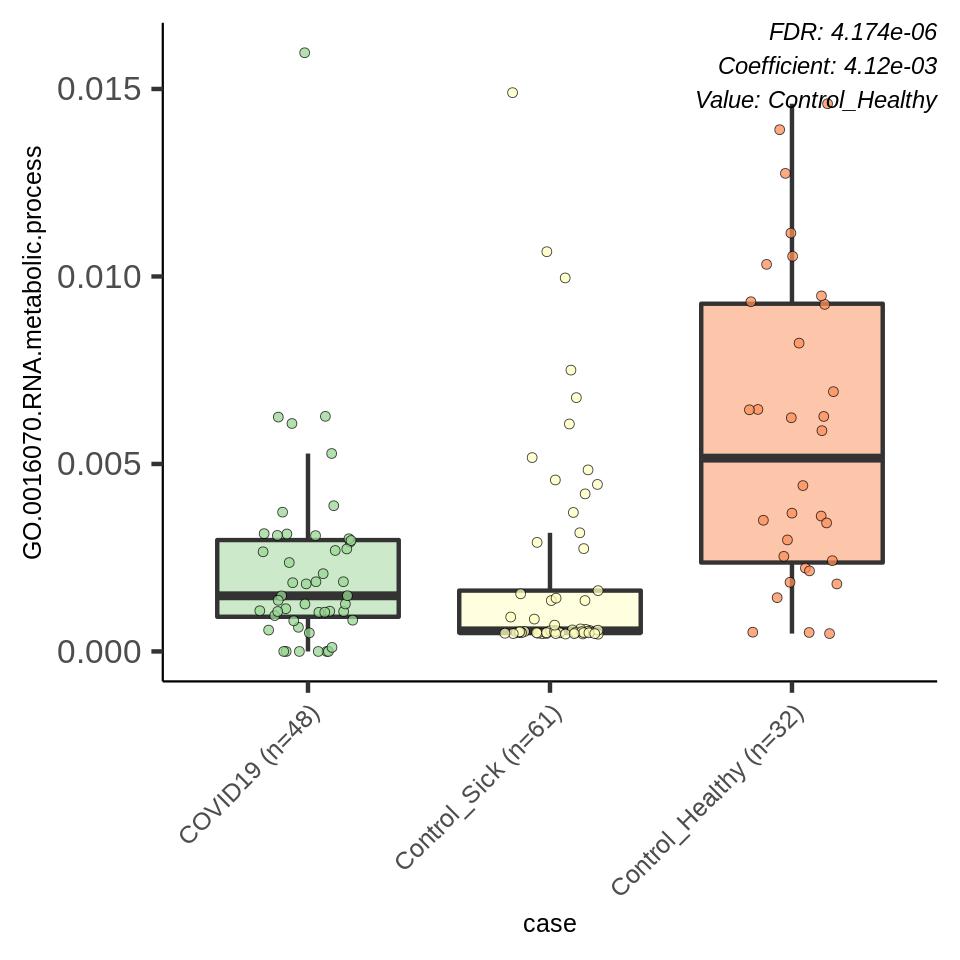 FDR: 4.174e-06
Coefficient: 4.12e-03
Value: Control_Healthy
0.015
0.010
0.005
0.000
GO.0016070.RNA.metabolic.process
COVID19 (n=48)
Control_Sick (n=61)
Control_Healthy (n=32)
case